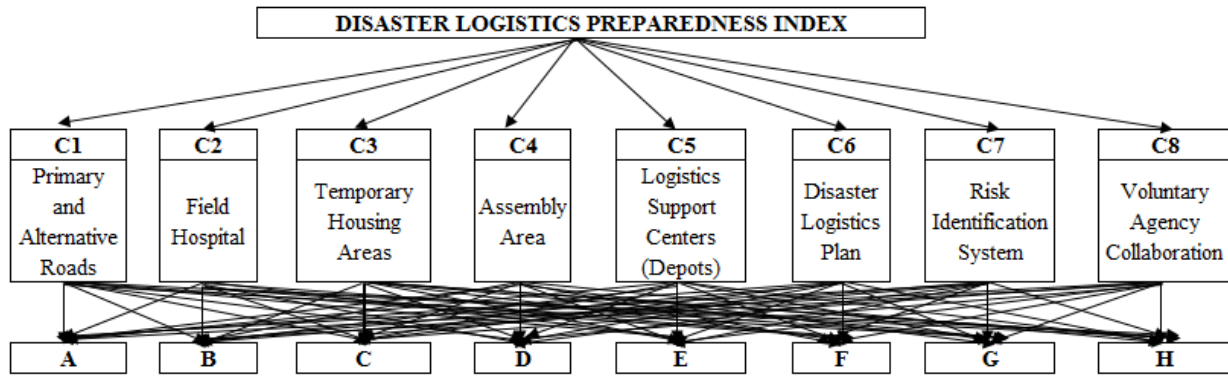 DISASTER LOGISTICS PREPAREDNESS INDEX
C1
Primary
and
Alternative
Roads
C2
Field
Hospital
C3
Temporary
Housing
Areas
C4
Assembly
Area
C5
Logistics
Support
Centers
(Depots)
C6
Disaster
Logistics
Plan
C7
Risk
Identification
System
C8
Voluntary
Agency
Collaboration
A
B
C
D
E
F
G
H